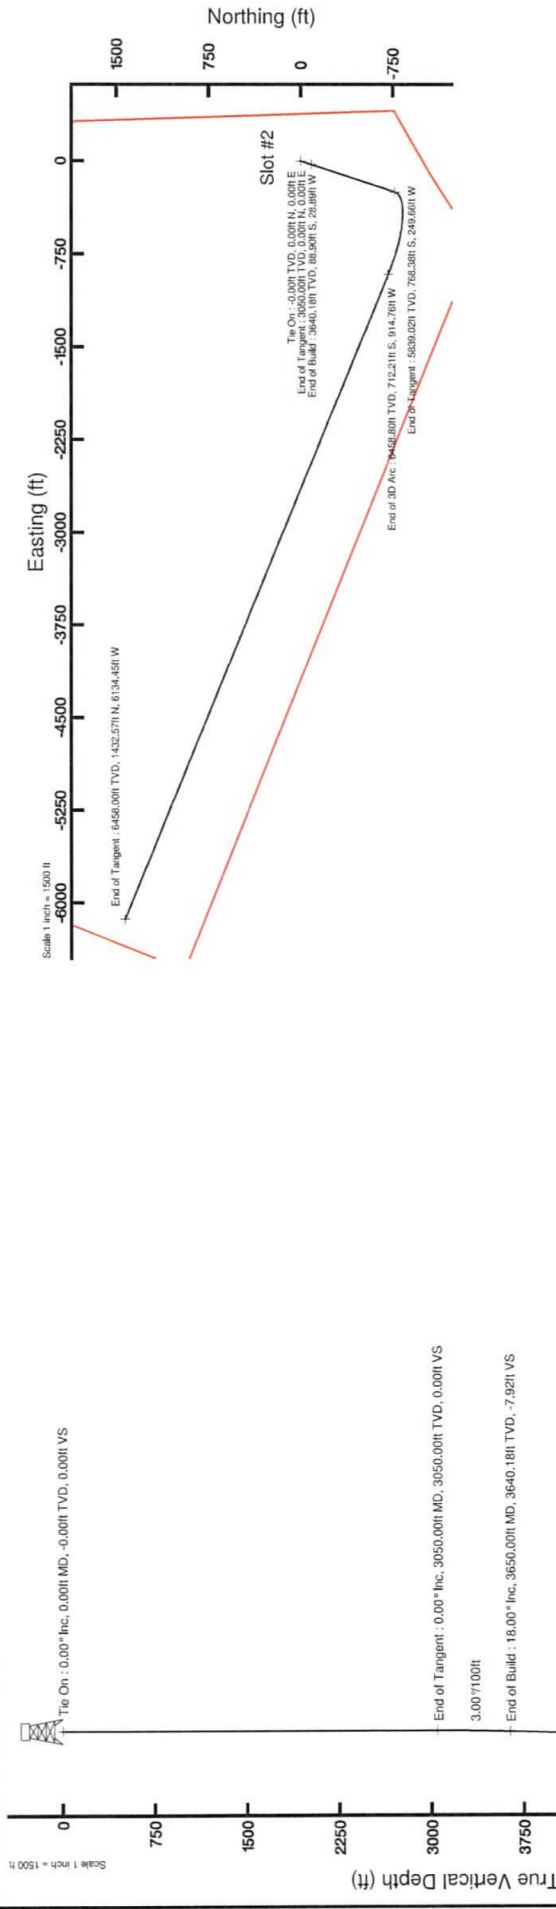 Northing (ft)
1500
750
0
-750
Easting (ft)
0
-750
-1500
-2250
-3000
-3750
-4500
-5250
-6000
Scale 1 inch = 1500 ft
Slot #2
Tie On : -0.00ft TVD, 0.00ft N, 0.00ft E
End of Tangent : 3050.00ft TVD, 0.00ft N, 0.00ft E
End of Build : 3640.18ft TVD, 88.90ft S, 28.89ft W
End of 3D Arc : 6458.80ft TVD, 712.21ft S, 914.76ft W
End of Tangent : 5839.02ft TVD, 768.38ft S, 249.66ft W
End of Tangent : 6458.00ft TVD, 1432.57ft N, 6134.45ft W
Tie On : 0.00° Inc, 0.00ft MD, -0.00ft TVD, 0.00ft VS
End of Tangent : 0.00° Inc, 3050.00ft MD, 3050.00ft TVD, 0.00ft VS
3.00°/100ft
End of Build : 18.00° Inc, 3650.00ft MD, 3640.18ft TVD, -7.92ft VS
Scale 1 inch = 1500 ft
0
750
1500
2250
3000
3750
True Vertical Depth (ft)